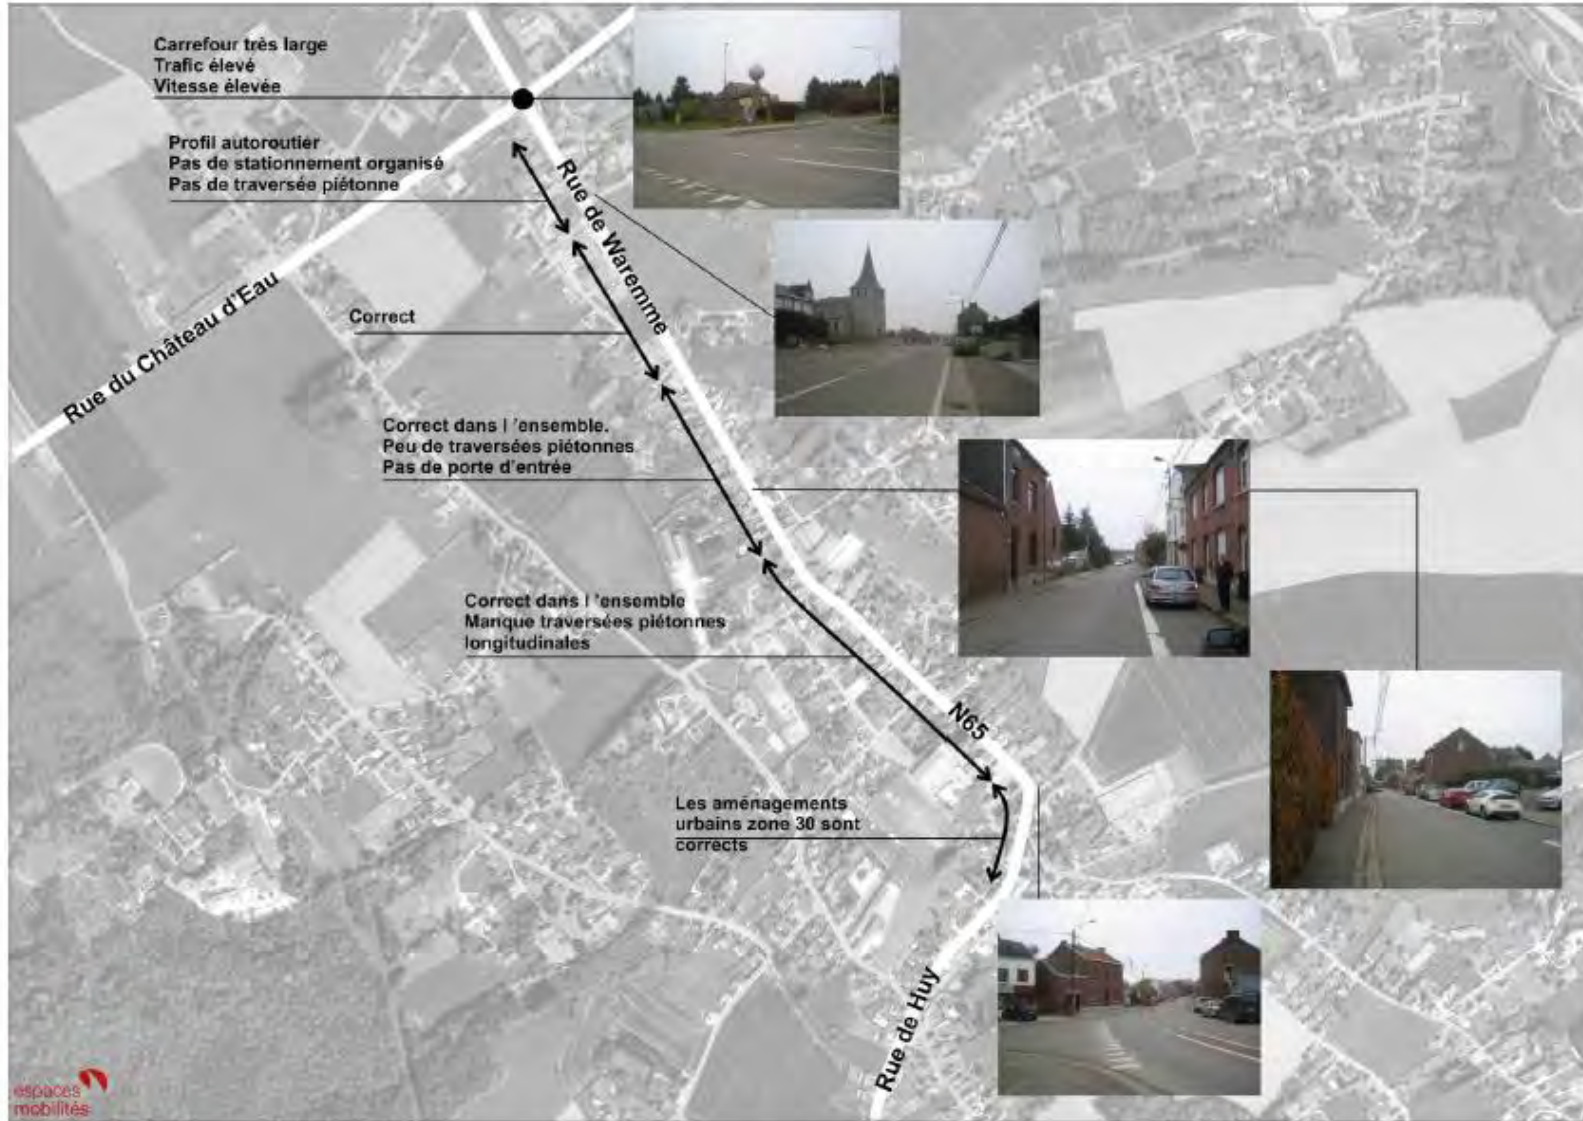 Carrefour très large
Trafic élevé
Vitesse élevée
Profil autoroutier
Pas de stationnement organisé
Pas de traversée piétonne
Rue de Waremme
Rue du Château d'Eau
Correct
Correct dans l 'ensemble.
Peu de traversées piétonnes
Pas de porte d'entrée
Correct dans l 'ensemble
Manque traversées piétonnes
longitudinales
N65
Les aménagements
urbains zone 30 sont
corrects
Rue de Huy
espaces
mobilités